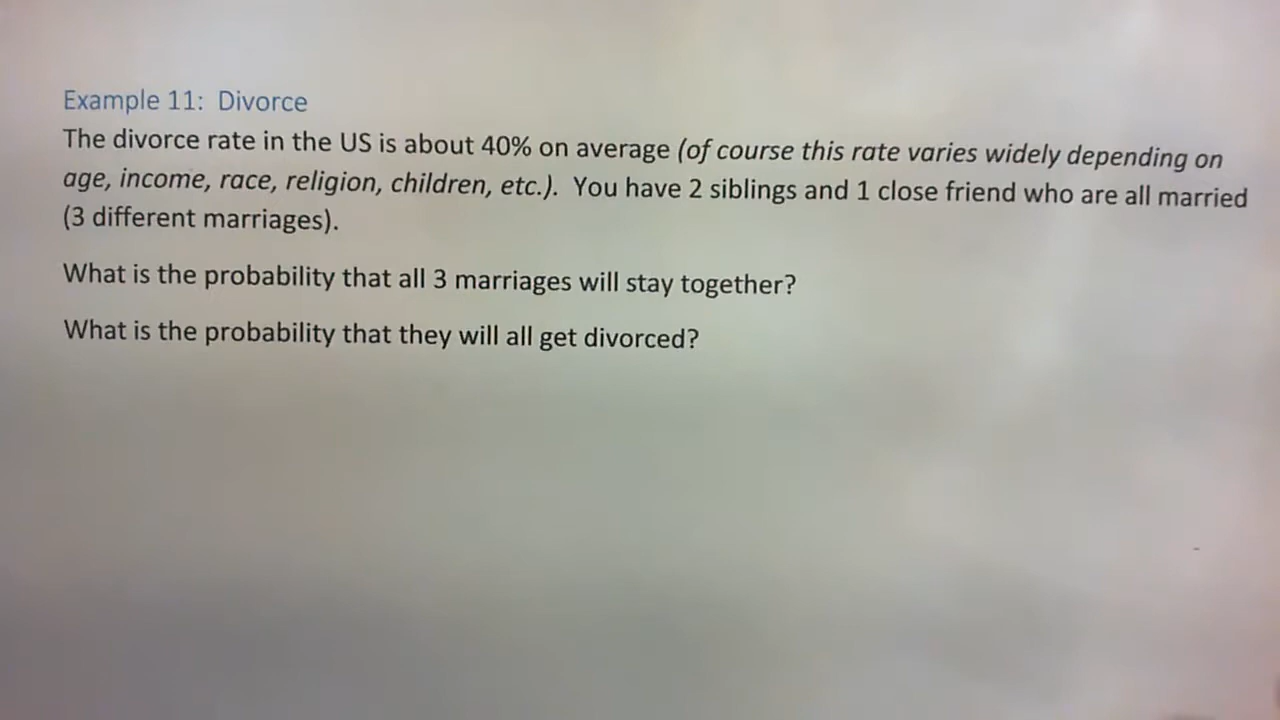 Example 11:  Divorce
The divorce rate in the US is about 40% on average (of course this rate varies widely depending on
age, income, race, religion, children, etc.).  You have 2 siblings and 1 close friend who are all married
(3 different marriages).
What is the probability that all 3 marriages will stay together?
What is the probability that they will all get divorced?